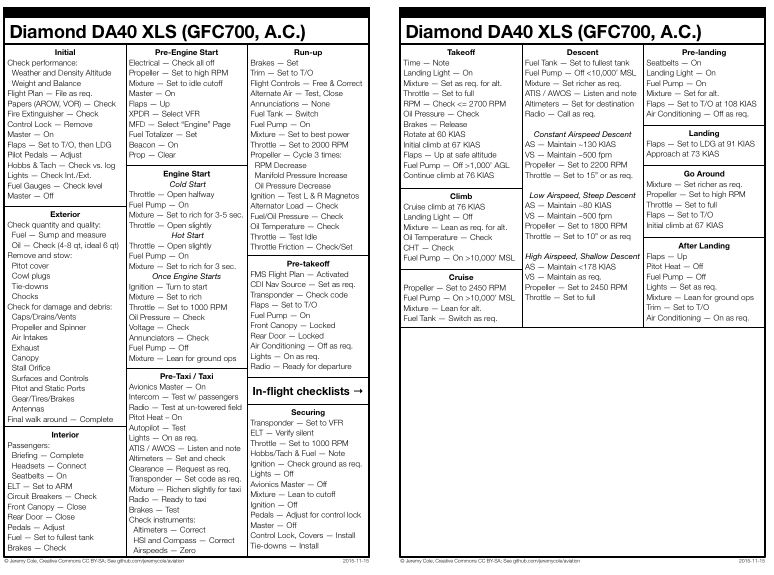 Diamond DA40 XLS (GFC700, A.C.)
Initial
Check performance:
Weather and Density Altitude
Weight and Balance
Flight Plan — File as req.
Papers (AROW, VOR) — Check
Fire Extinguisher — Check
Control Lock — Remove
Master — On
Flaps — Set to T/O, then LDG
Pilot Pedals — Adjust
Hobbs & Tach — Check vs. log
Lights — Check Int./Ext.
Fuel Gauges — Check level
Master — Off
Exterior
Check quantity and quality:
Fuel — Sump and measure
Oil — Check (4-8 qt, ideal 6 qt)
Remove and stow:
Pitot cover
Cowl plugs
Tie-downs
Chocks
Check for damage and debris:
Caps/Drains/Vents
Propeller and Spinner
Air Intakes
Exhaust
Canopy
Stall Orifice
Surfaces and Controls
Pitot and Static Ports
Gear/Tires/Brakes
Antennas
Final walk around — Complete
Interior
Passengers:
Briefing — Complete
Headsets — Connect
Seatbelts — On
ELT — Set to ARM
Circuit Breakers — Check
Front Canopy — Close
Rear Door — Close
Pedals — Adjust
Fuel — Set to fullest tank
Brakes — Check
Pre-Engine Start
Electrical — Check all off
Propeller — Set to high RPM
Mixture — Set to idle cutoff
Master — On
Flaps — Up
XPDR — Select VFR
MFD — Select “Engine” Page
Fuel Totalizer — Set
Beacon — On
Prop — Clear
Engine Start
Cold Start
Throttle — Open halfway
Fuel Pump — On
Mixture — Set to rich for 3-5 sec.
Throttle — Open slightly
Hot Start
Throttle — Open slightly
Fuel Pump — On
Mixture — Set to rich for 3 sec.
Once Engine Starts
Ignition — Turn to start
Mixture — Set to rich
Throttle — Set to 1000 RPM
Oil Pressure — Check
Voltage — Check
Annunciators — Check
Fuel Pump — Off
Mixture — Lean for ground ops
Pre-Taxi / Taxi
Avionics Master — On
Intercom — Test w/ passengers
Radio — Test at un-towered field
Pitot Heat – On
Autopilot — Test
Lights — On as req.
ATIS / AWOS — Listen and note
Altimeters — Set and check
Clearance — Request as req.
Transponder — Set code as req.
Mixture — Richen slightly for taxi
Radio — Ready to taxi
Brakes — Test
Check instruments:
Altimeters — Correct
HSI and Compass — Correct
Airspeeds — Zero
Run-up
Brakes — Set
Trim — Set to T/O
Flight Controls — Free & Correct
Alternate Air — Test, Close
Annunciations — None
Fuel Tank — Switch
Fuel Pump — On
Mixture — Set to best power
Throttle — Set to 2000 RPM
Propeller — Cycle 3 times:
RPM Decrease
Manifold Pressure Increase
Oil Pressure Decrease
Ignition — Test L & R Magnetos
Alternator Load — Check
Fuel/Oil Pressure — Check
Oil Temperature — Check
Throttle — Test Idle
Throttle Friction — Check/Set
Pre-takeoff
FMS Flight Plan — Activated
CDI Nav Source — Set as req.
Transponder — Check code
Flaps — Set to T/O
Fuel Pump — On
Front Canopy — Locked
Rear Door — Locked
Air Conditioning — Off as req.
Lights — On as req.
Radio — Ready for departure
In-flight checklists →
Securing
Transponder — Set to VFR
ELT — Verify silent
Throttle — Set to 1000 RPM
Hobbs/Tach & Fuel — Note
Ignition — Check ground as req.
Lights — Off
Avionics Master — Off
Mixture — Lean to cutoff
Ignition — Off
Pedals — Adjust for control lock
Master — Off
Control Lock, Covers — Install
Tie-downs — Install
© Jeremy Cole, Creative Commons CC BY-SA; See github.com/jeremycole/aviation
2015-11-15
Diamond DA40 XLS (GFC700, A.C.)
Takeoff
Time — Note
Landing Light — On
Mixture — Set as req. for alt.
Throttle — Set to full
RPM — Check <= 2700 RPM
Oil Pressure — Check
Brakes — Release
Rotate at 60 KIAS
Initial climb at 67 KIAS
Flaps — Up at safe altitude
Fuel Pump — Off >1,000’ AGL
Continue climb at 76 KIAS
Climb
Cruise climb at 76 KIAS
Landing Light — Off
Mixture — Lean as req. for alt.
Oil Temperature — Check
CHT — Check
Fuel Pump — On >10,000’ MSL
Cruise
Propeller — Set to 2450 RPM
Fuel Pump — On >10,000’ MSL
Mixture — Lean for alt.
Fuel Tank — Switch as req.
Descent
Fuel Tank — Set to fullest tank
Fuel Pump — Off <10,000’ MSL
Mixture — Set richer as req.
ATIS / AWOS — Listen and note
Altimeters — Set for destination
Radio — Call as req.
Constant Airspeed Descent
AS — Maintain ~130 KIAS
VS — Maintain ~500 fpm
Propeller — Set to 2200 RPM
Throttle — Set to 15” or as req.
Low Airspeed, Steep Descent
AS — Maintain ~80 KIAS
VS — Maintain ~500 fpm
Propeller — Set to 1800 RPM
Throttle — Set to 10” or as req
High Airspeed, Shallow Descent
AS — Maintain <178 KIAS
VS — Maintain as req.
Propeller — Set to 2450 RPM
Throttle — Set to full
Pre-landing
Seatbelts — On
Landing Light — On
Fuel Pump — On
Mixture — Set for alt.
Flaps — Set to T/O at 108 KIAS
Air Conditioning — Off as req.
Landing
Flaps — Set to LDG at 91 KIAS
Approach at 73 KIAS
Go Around
Mixture — Set richer as req.
Propeller — Set to high RPM
Throttle — Set to full
Flaps — Set to T/O
Initial climb at 67 KIAS
After Landing
Flaps — Up
Pitot Heat — Off
Fuel Pump — Off
Lights — Set as req.
Mixture — Lean for ground ops
Trim — Set to T/O
Air Conditioning — On as req.
© Jeremy Cole, Creative Commons CC BY-SA; See github.com/jeremycole/aviation
2015-11-15